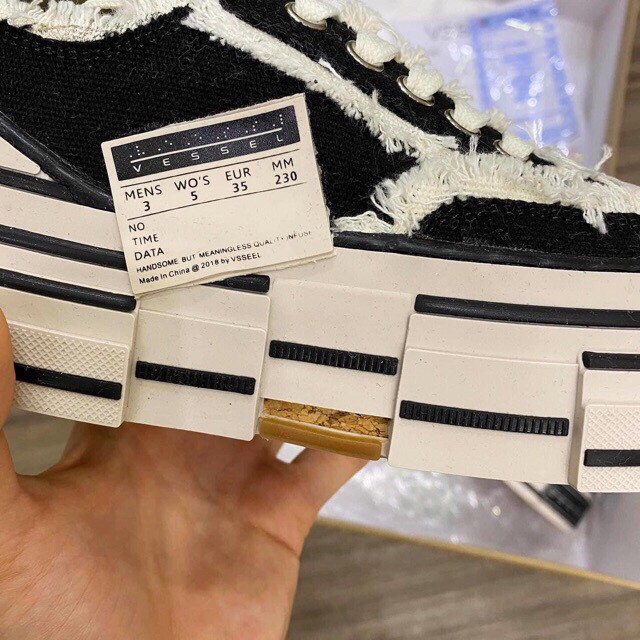 VESSEL
MENS WO'S EUR MM
3 5 35 230
NO
TIME
DATA
HANDSOME BUT MEANINGLESS QUALITY INFUSE
Made in China @ 2018 by VSSEEL